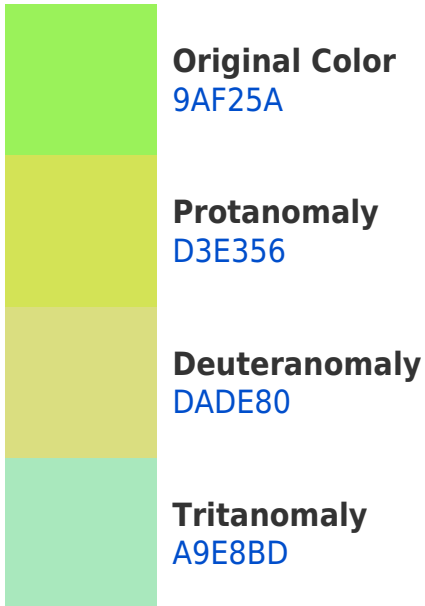 Original Color
9AF25A
Protanomaly
D3E356
Deuteranomaly
DADE80
Tritanomaly
A9E8BD